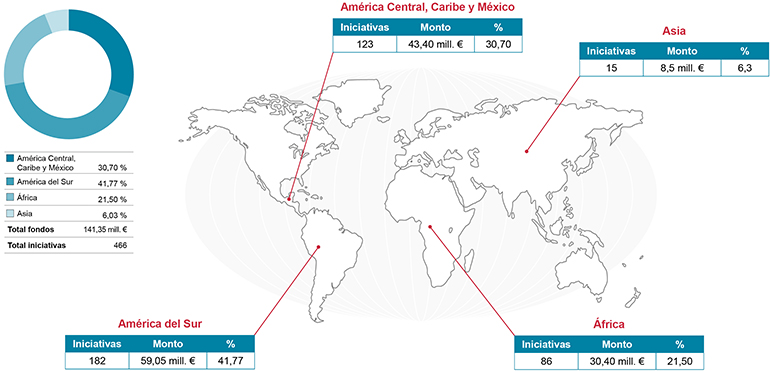 América Central, Caribe y México
Iniciativas Monto %
123 43,40 mill. € 30,70
Asia
Iniciativas Monto %
15 8,5 mill. € 6,3
América Central,
Caribe y México 30,70 %
América del Sur 41,77 %
África 21,50 %
Asia 6,03 %
Total fondos 141,35 mill. €
Total iniciativas 466
América del Sur
Iniciativas Monto %
182 59,05 mill. € 41,77
África
Iniciativas Monto %
86 30,40 mill. € 21,50